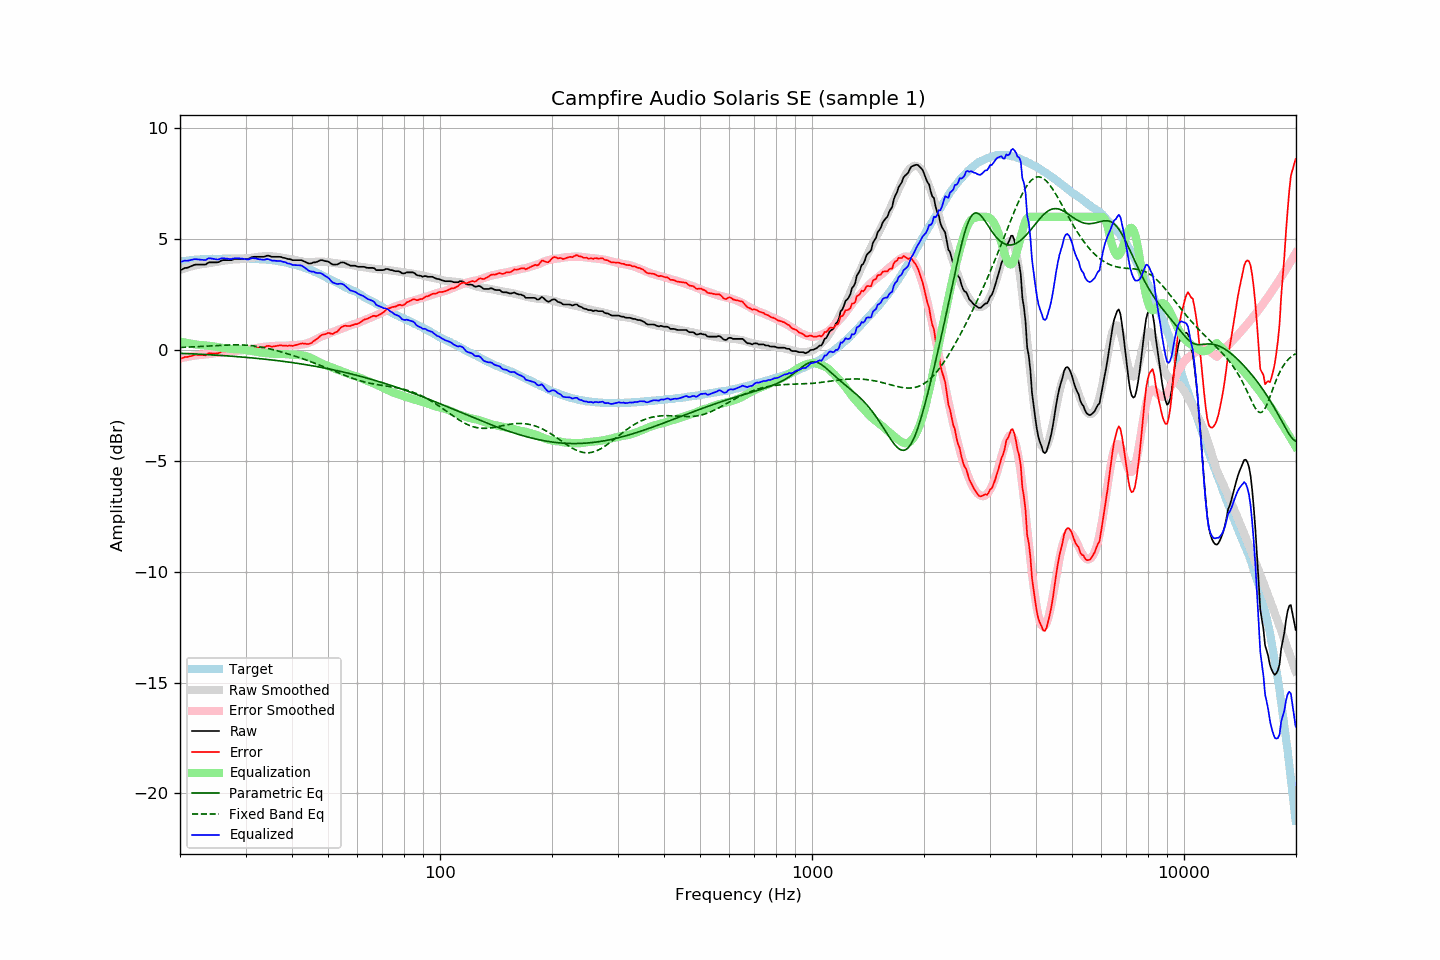 Campfire Audio Solaris SE (sample 1)
10
5
0
−5
−10
−15
−20
Amplitude (dBr)
Target
Raw Smoothed
Error Smoothed
Raw
Error
Equalization
Parametric Eq
Fixed Band Eq
Equalized
100
1000
10000
Frequency (Hz)